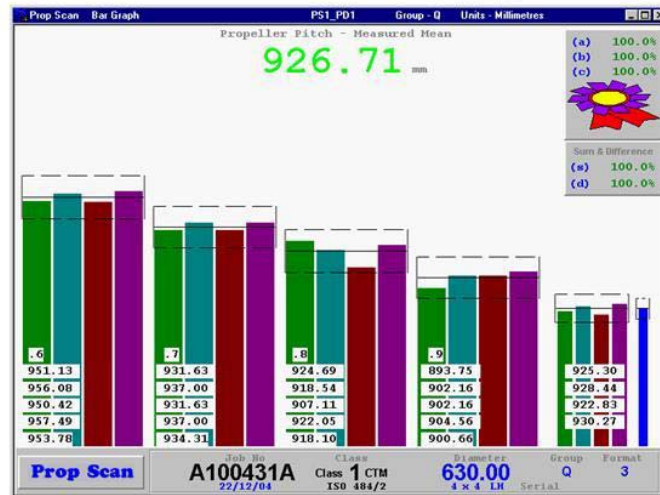 Prop Scan Bar Graph PS1_PD1 Group - Q Units - Millimetres
Propeller Pitch - Measured Mean
926.71 mm
(a) 100.0%
(b) 100.0%
(c) 100.0%
Sum & Difference
(s) 100.0%
(d) 100.0%
.6
951.13
956.08
950.42
957.49
953.78
.7
931.63
937.00
931.63
937.00
934.31
.8
924.69
918.54
907.11
922.05
918.10
.9
893.75
902.16
902.16
904.56
900.66
925.30
928.44
922.83
930.27
Prop Scan
Job No Class Diameter Group Format
A100431A Class 1 CTM 630.00 Q 3
22/12/04 ISO 484/2 4 x 4 LH Serial